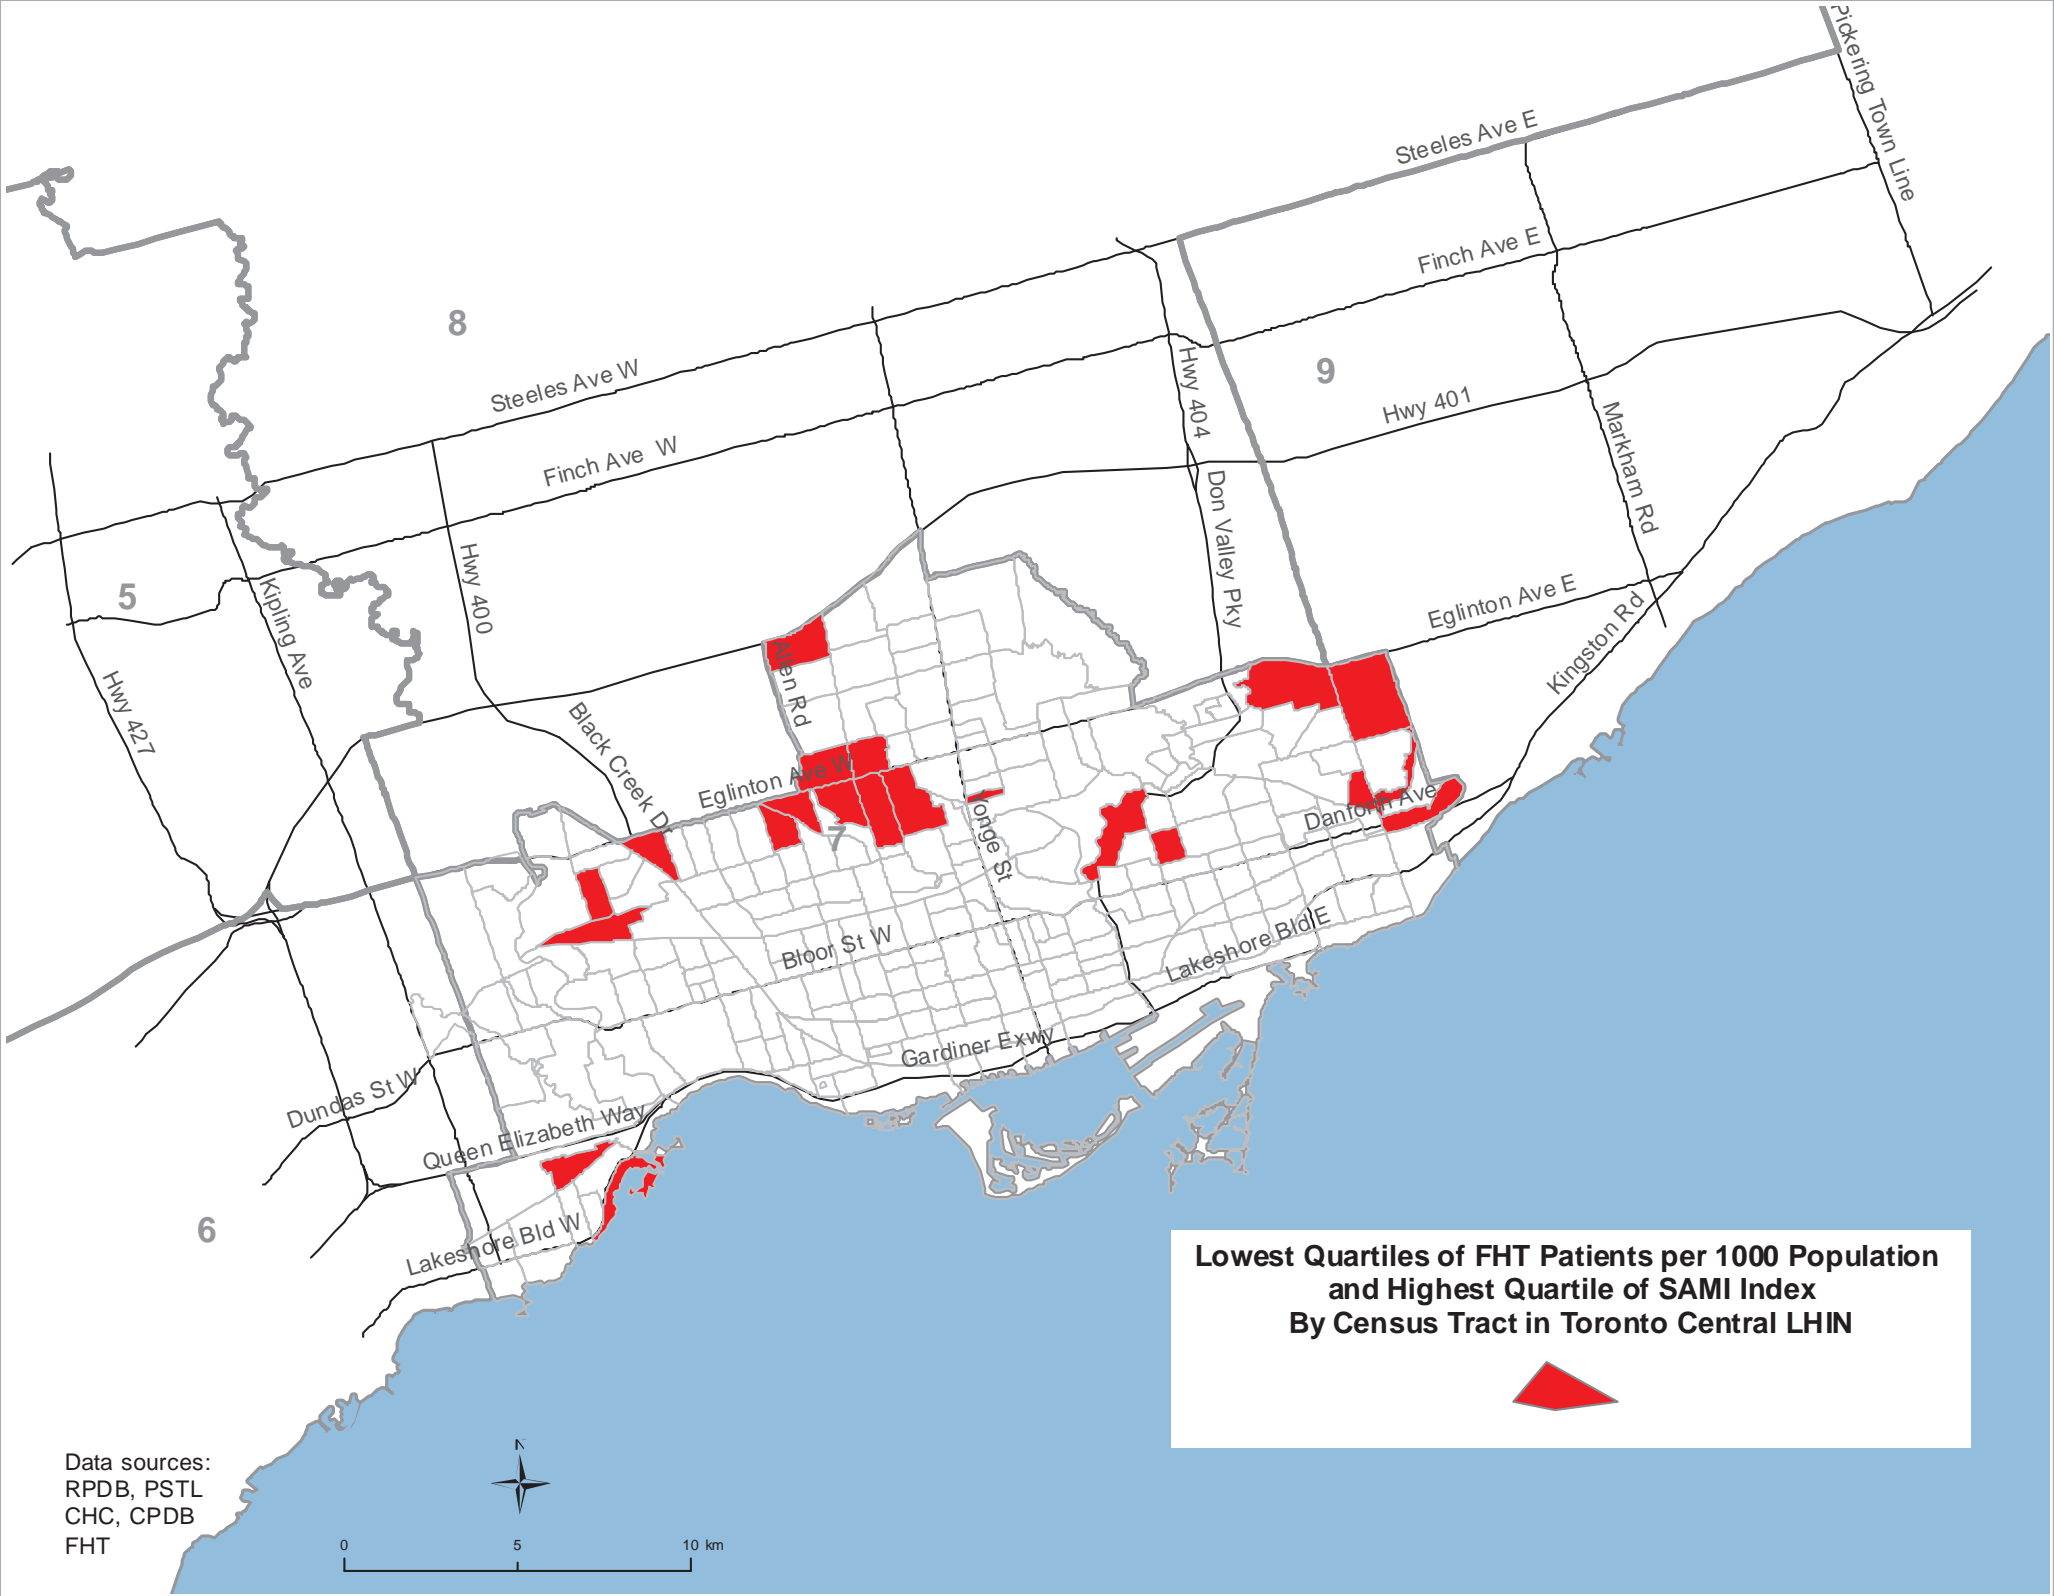 Pickering Town Line
Steeles Ave E
Finch Ave E
8
9
Hwy 404
Steeles Ave W
Hwy 401
Markham Rd
Finch Ave W
Don Valley Pky
Hwy 400
5
Kipling Ave
Eglinton Ave E
Kingston Rd
Allen Rd
Hwy 427
Black Creek Dr
Eglinton Ave W
Yonge St
Danforth Ave
7
Bloor St W
Lakeshore Bld E
Gardiner Exwy
Dundas St W
Queen Elizabeth Way
6
Lakeshore Bld W
Lowest Quartiles of FHT Patients per 1000 Population
and Highest Quartile of SAMI Index
By Census Tract in Toronto Central LHIN
Data sources:
RPDB, PSTL
CHC, CPDB
FHT
N
0 5 10 km